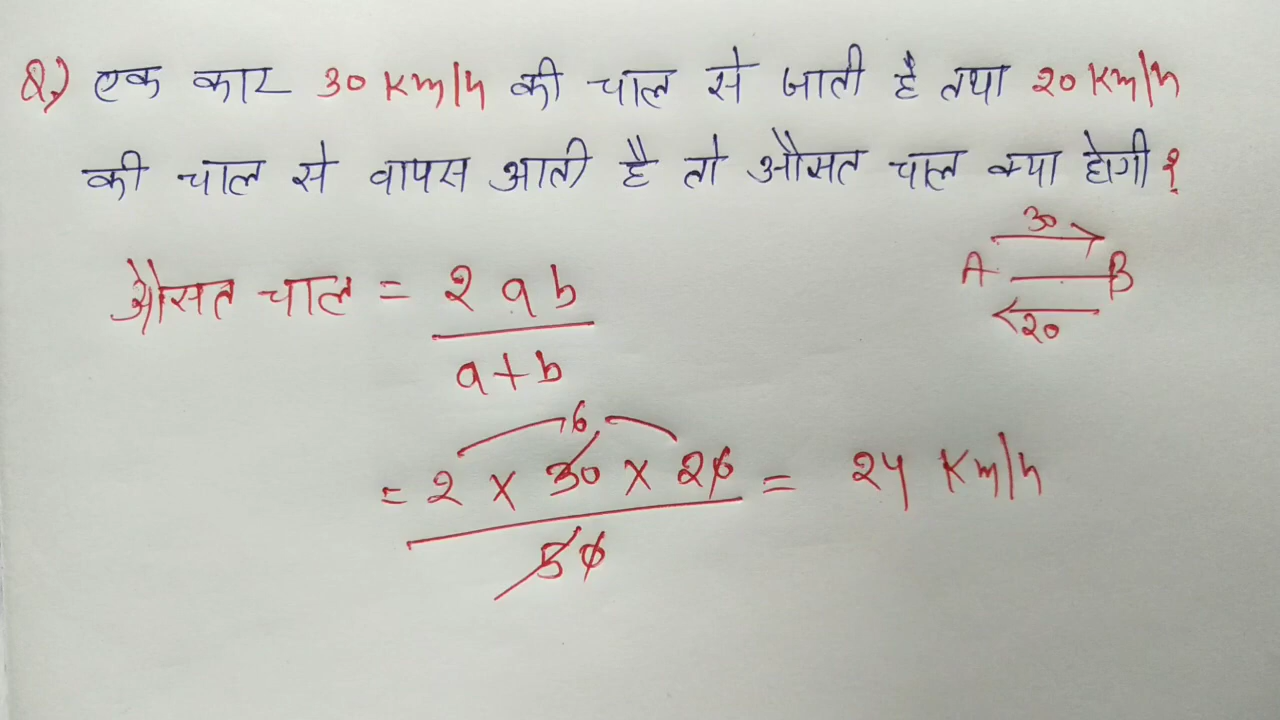 Q.) एक कार 30 Km/h की चाल से जाती है तथा 20 Km/h
की चाल से वापस आती है तो औसत चाल क्या होगी ?
30
A B
20
औसत चाल = 2 a b
a + b
6
= 2 x 30 x 20 = 24 Km/h
50